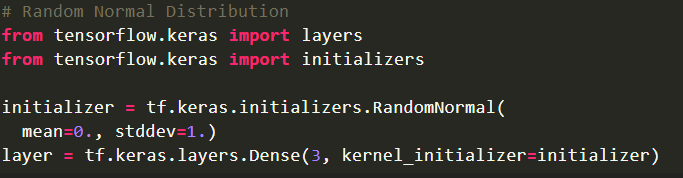 # Random Normal Distribution
from tensorflow.keras import layers
from tensorflow.keras import initializers
initializer = tf.keras.initializers.RandomNormal(
mean=0., stddev=1.)
layer = tf.keras.layers.Dense(3, kernel_initializer=initializer)